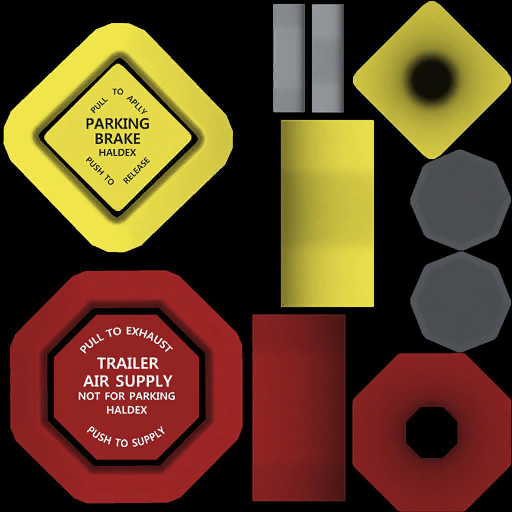 PULL TO APLLY
PARKING
BRAKE
HALDEX
PUSH TO RELEASE
PULL TO EXHAUST
TRAILER
AIR SUPPLY
NOT FOR PARKING
HALDEX
PUSH TO SUPPLY